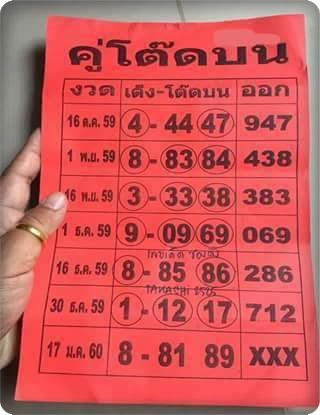 คู่โต๊ดบน
งวด เด็ง-โต๊ดบน ออก
16 ต.ค. 59 4 - 44 47 947
1 พ.ย. 59 8 - 83 84 438
16 พ.ย. 59 3 - 33 38 383
1 ธ.ค. 59 9 - 09 69 069
16 ธ.ค. 59 8 - 85 86 286
TAKACHI
30 ธ.ค. 59 1 - 12 17 712
17 ม.ค. 60 8 - 81 89 XXX